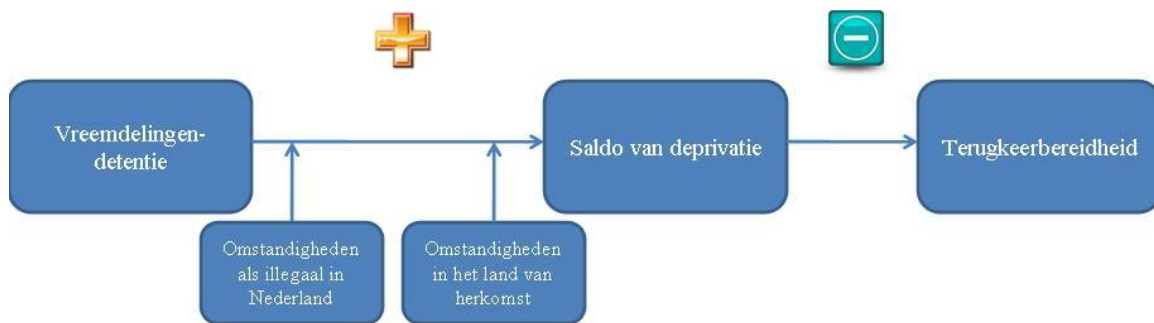 Vreemdelingen-
detentie
Saldo van deprivatie
Terugkeerbereidheid
Omstandigheden
als illegaal in
Nederland
Omstandigheden
in het land van
herkomst